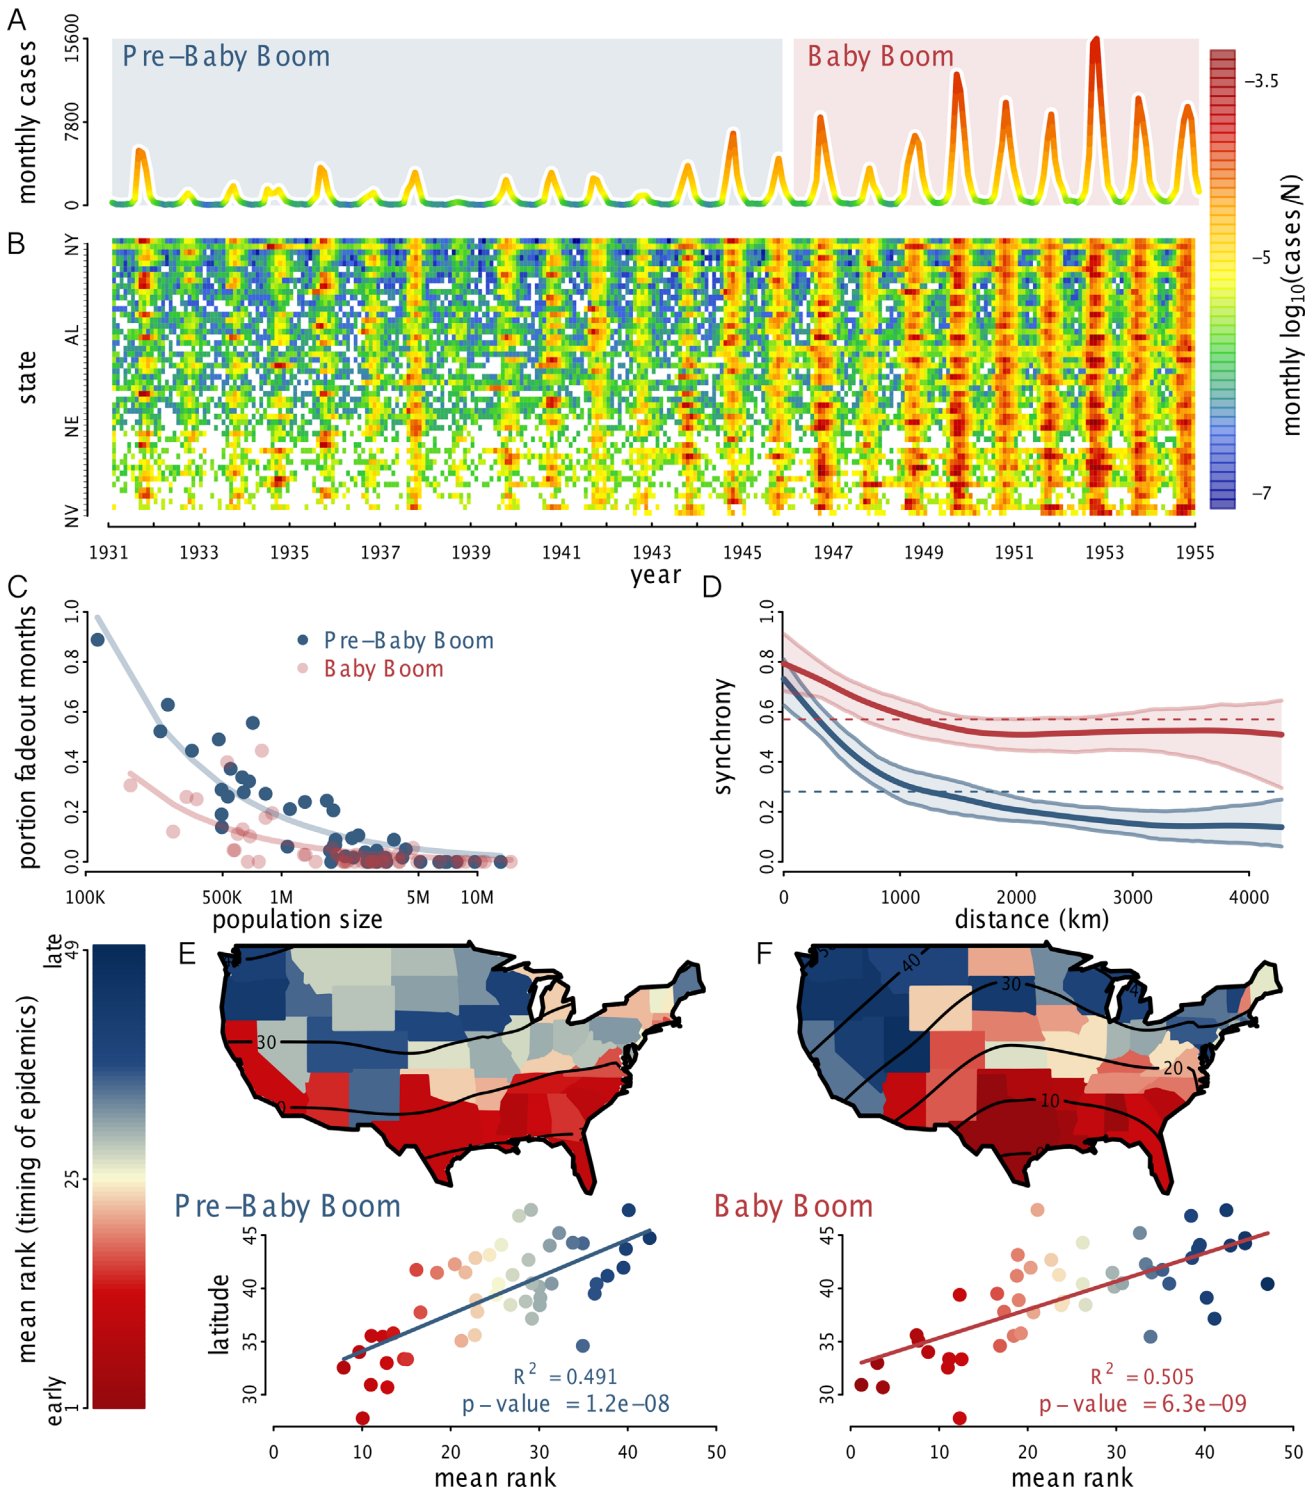 A
15600
7800
0
monthly cases
Pre–Baby Boom
Baby Boom
−3.5
−5
−7
monthly log10(cases/N)
B
NY
AL
NE
NV
state
1931 1933 1935 1937 1939 1941 1943 1945 1947 1949 1951 1953 1955
year
C
1.0
0.8
0.6
0.4
0.2
0.0
portion fadeout months
Pre–Baby Boom
Baby Boom
100K 500K 1M 5M 10M
population size
D
1.0
0.8
0.6
0.4
0.2
0.0
synchrony
0 1000 2000 3000 4000
distance (km)
late
49
25
1
early
mean rank (timing of epidemics)
E
30
Pre–Baby Boom
45
40
35
30
latitude
R2 = 0.491
p−value = 1.2e−08
0 10 20 30 40 50
mean rank
F
40
30
20
10
Baby Boom
45
40
35
30
R2 = 0.505
p−value = 6.3e−09
0 10 20 30 40 50
mean rank